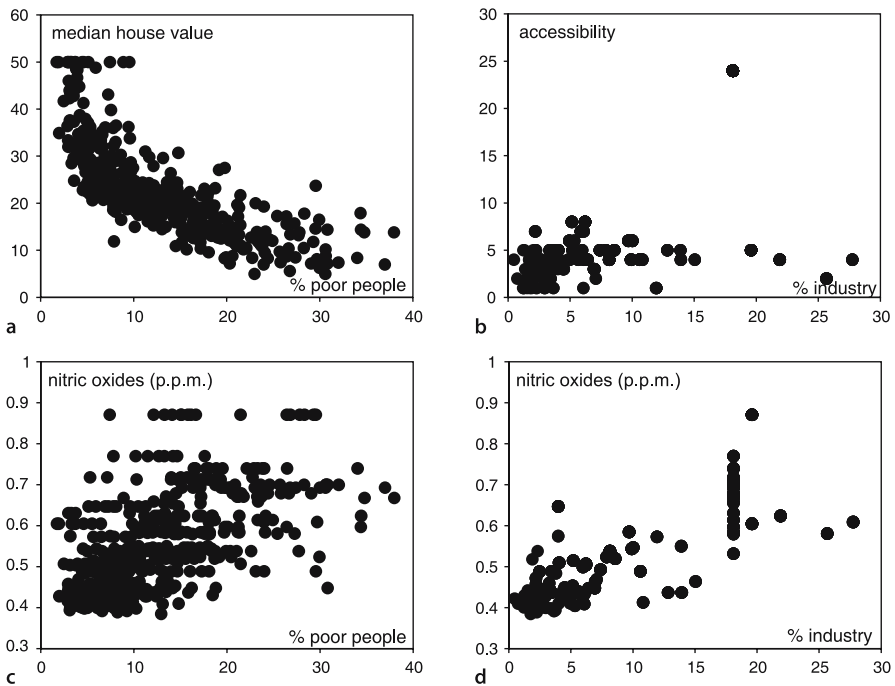 median house value
60
50
40
30
20
10
0
% poor people
a
0 10 20 30 40
accessibility
30
25
20
15
10
5
0
% industry
b
0 5 10 15 20 25 30
nitric oxides (p.p.m.)
1
0.9
0.8
0.7
0.6
0.5
0.4
0.3
% poor people
c
0 10 20 30 40
nitric oxides (p.p.m.)
1
0.9
0.8
0.7
0.6
0.5
0.4
0.3
% industry
d
0 5 10 15 20 25 30